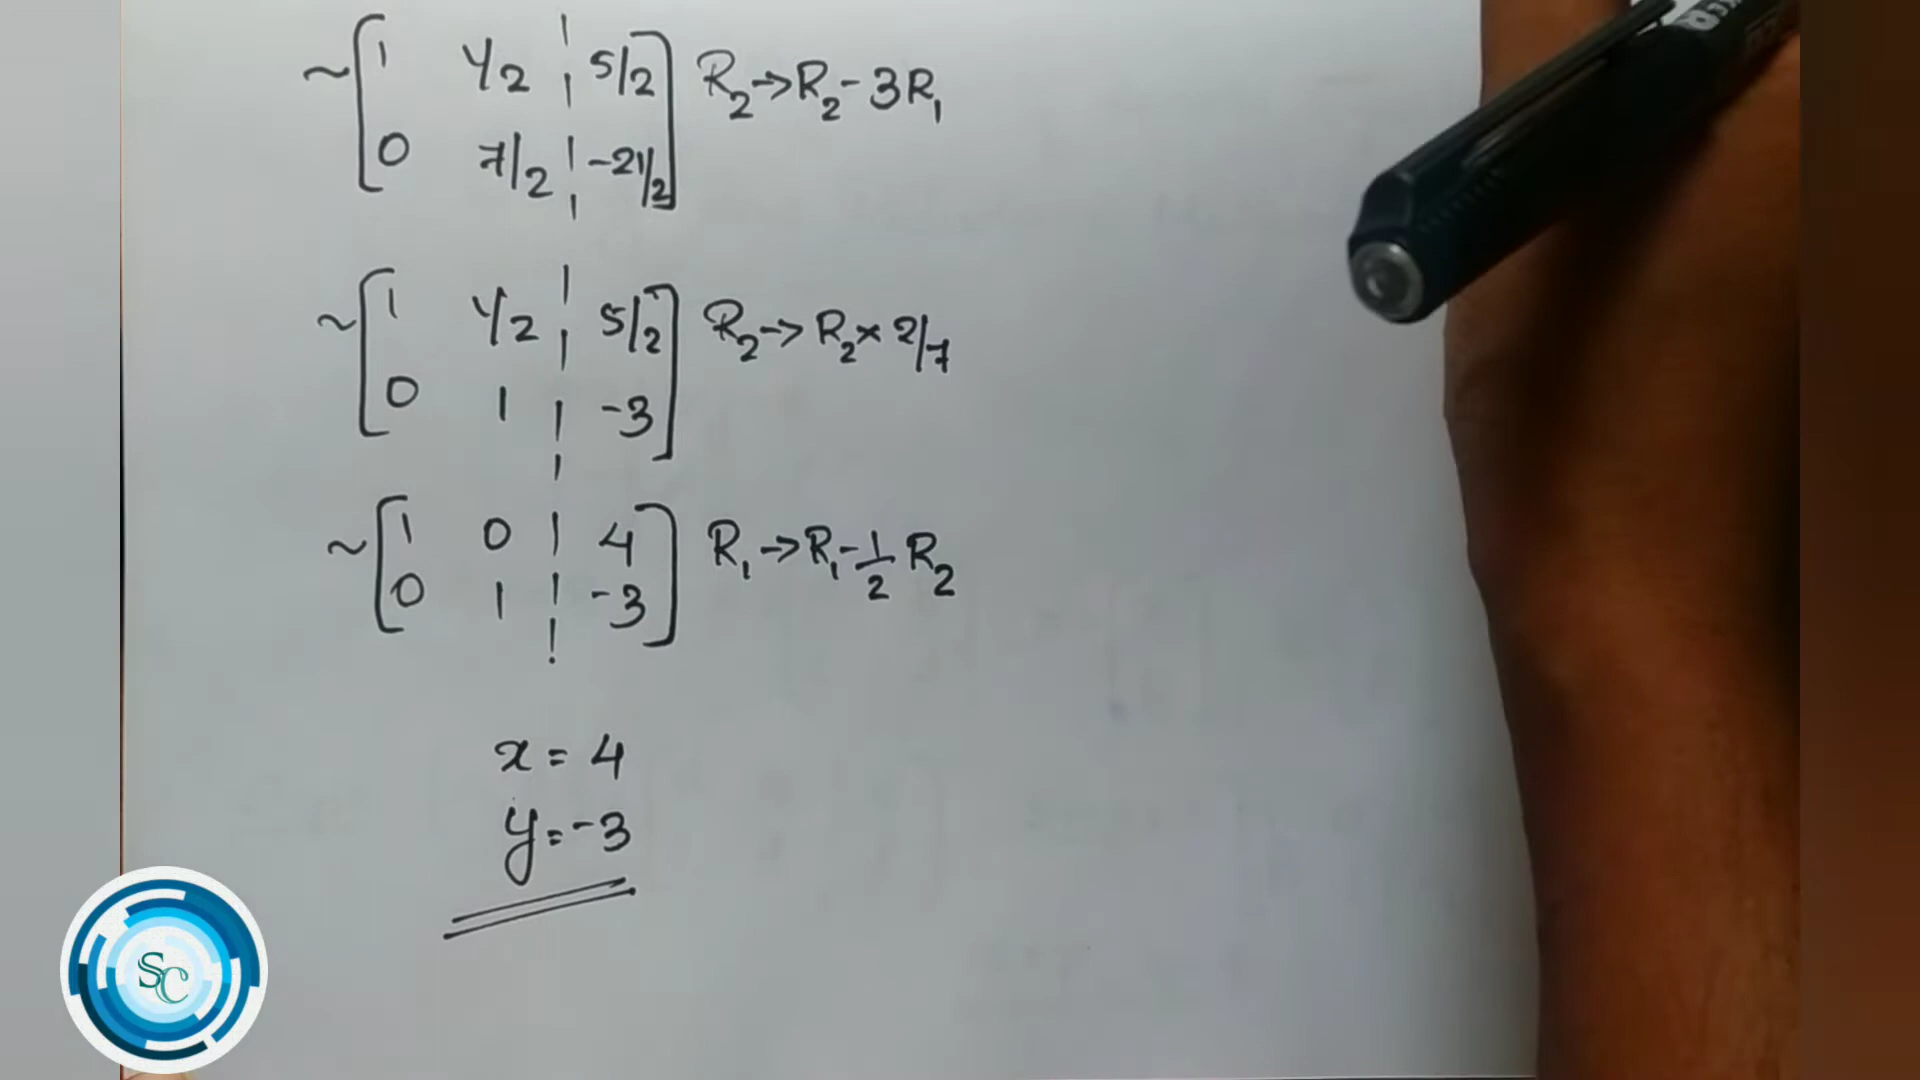 ~[1 1/2 ¦ 5/2] R₂→R₂-3R₁
[0 7/2 ¦ -21/2]
~[1 1/2 ¦ 5/2] R₂→R₂×2/7
[0 1 ¦ -3]
~[1 0 ¦ 4] R₁→R₁-1/2 R₂
[0 1 ¦ -3]
x = 4
y = -3
SC